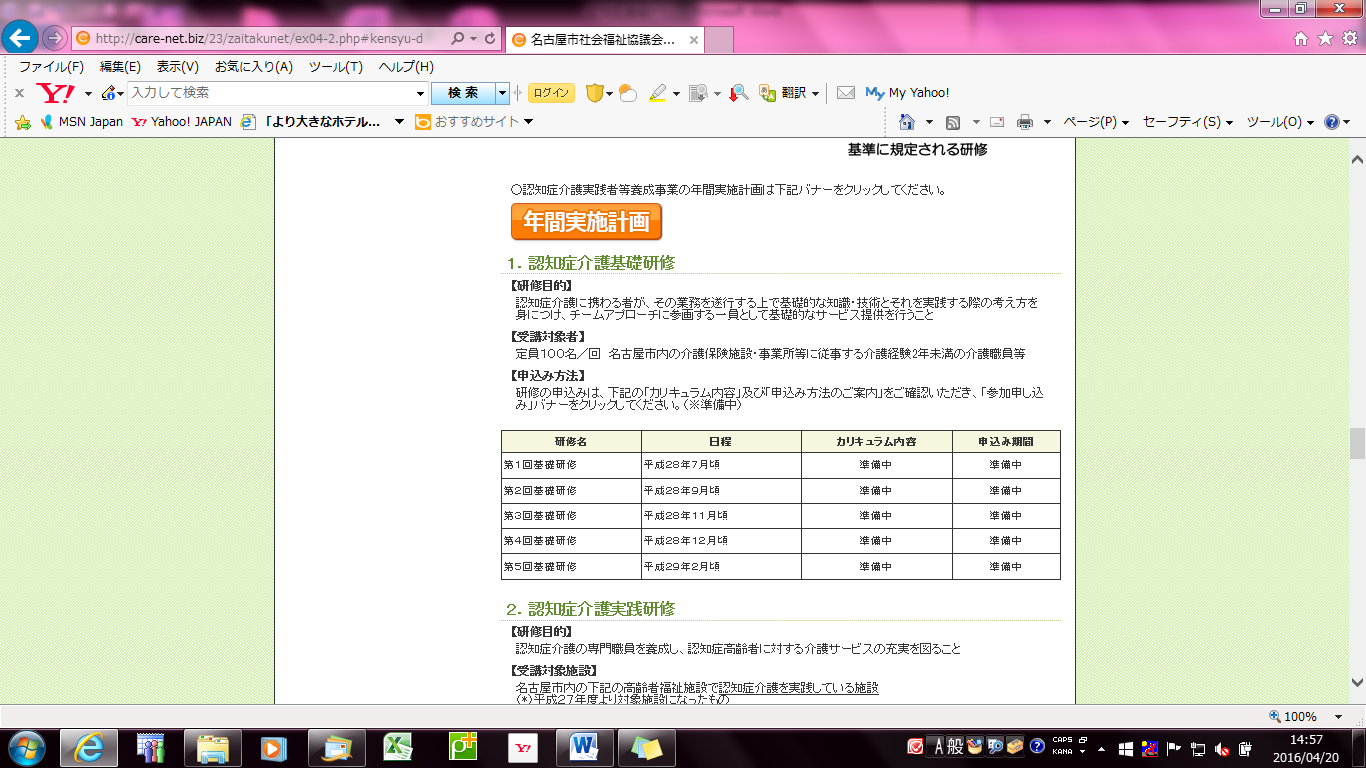 http://care-net.biz/23/zaitakunet/ex04-2.php#kensyu-d
名古屋市社会福祉協議会...
ファイル(F) 編集(E) 表示(V) お気に入り(A) ツール(T) ヘルプ(H)
Y! 入力して検索 検索 ログイン 翻訳 My My Yahoo!
MSN Japan Yahoo! JAPAN 「より大きなホテル... おすすめサイト ページ(P) セーフティ(S) ツール(O)
基準に規定される研修
○認知症介護実践者等養成事業の年間実施計画は下記バナーをクリックしてください。
年間実施計画
1. 認知症介護基礎研修
【研修目的】
認知症介護に携わる者が、その業務を遂行する上で基礎的な知識・技術とそれを実践する際の考え方を
身につけ、チームアプローチに参画する一員として基礎的なサービス提供を行うこと
【受講対象者】
定員100名／回 名古屋市内の介護保険施設・事業所等に従事する介護経験2年未満の介護職員等
【申込み方法】
研修の申込みは、下記の「カリキュラム内容」及び「申込み方法のご案内」をご確認いただき、「参加申し込
み」バナーをクリックしてください。（※準備中）
研修名 日程 カリキュラム内容 申込み期間
第1回基礎研修 平成28年7月頃 準備中 準備中
第2回基礎研修 平成28年9月頃 準備中 準備中
第3回基礎研修 平成28年11月頃 準備中 準備中
第4回基礎研修 平成28年12月頃 準備中 準備中
第5回基礎研修 平成29年2月頃 準備中 準備中
2. 認知症介護実践研修
【研修目的】
認知症介護の専門職員を養成し、認知症高齢者に対する介護サービスの充実を図ること
【受講対象施設】
名古屋市内の下記の高齢者福祉施設で認知症介護を実践している施設
(*)平成27年度より対象施設になったもの
100%
A 般 CAPS KANA 14:57
2016/04/20